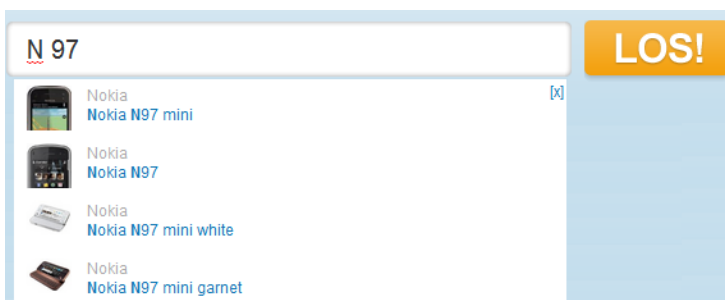 N 97
LOS!
Nokia
[x]
Nokia N97 mini
Nokia
Nokia N97
Nokia
Nokia N97 mini white
Nokia
Nokia N97 mini garnet